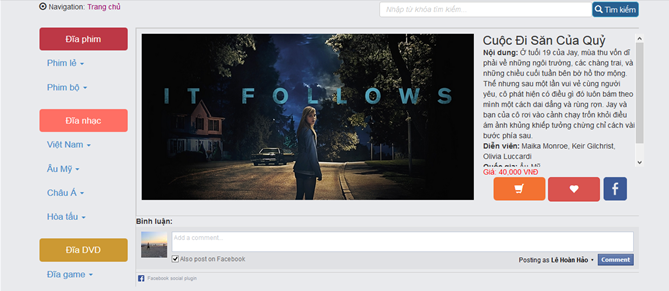 Navigation: Trang chủ
Nhập từ khóa tìm kiếm...
Tìm kiếm
Đĩa phim
Phim lẻ
Phim bộ
Đĩa nhạc
Việt Nam
Âu Mỹ
Châu Á
Hòa tấu
Đĩa DVD
Đĩa game
IT FOLLOWS
Cuộc Đi Săn Của Quỷ
Nội dung: Ở tuổi 19 của Jay, mùa thu vốn dĩ
phải về những ngôi trường, các chàng trai, và
những chiều cuối tuần bên bờ hồ thơ mộng.
Thế nhưng sau một lần vui vẻ cùng người
yêu, cô phát hiện có điều gì đó luôn bám theo
mình một cách dai dẳng và rùng rợn. Jay và
bạn của cô rơi vào cảnh chạy trốn khỏi điều
ám ảnh khủng khiếp tưởng chừng chỉ cách vài
bước phía sau.
Diễn viên: Maika Monroe, Keir Gilchrist,
Olivia Luccardi
Quốc gia: Âu Mỹ
Giá: 40,000 VNĐ
Bình luận:
Add a comment...
Also post on Facebook
Posting as Lê Hoàn Hảo
Comment
Facebook social plugin